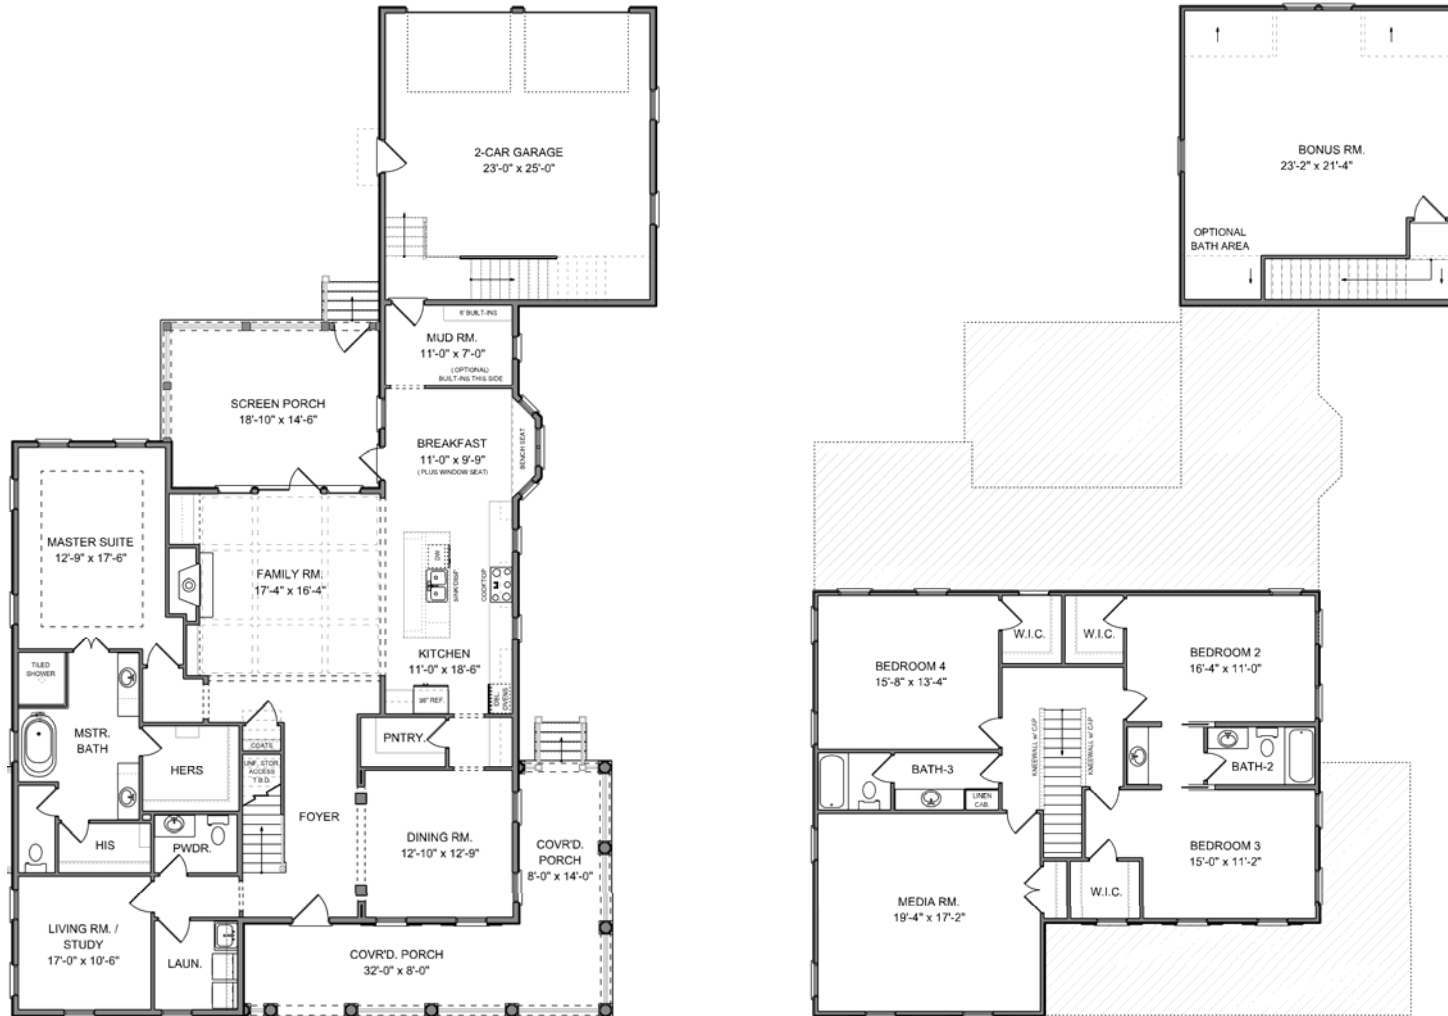 2-CAR GARAGE
23'-0" x 25'-0"
6' BUILT-INS
MUD RM.
11'-0" x 7'-0"
(OPTIONAL)
BUILT-INS THIS SIDE
SCREEN PORCH
18'-10" x 14'-6"
BREAKFAST
11'-0" x 9'-9"
(PLUS WINDOW SEAT)
BENCH SEAT
MASTER SUITE
12'-9" x 17'-6"
FAMILY RM.
17'-4" x 16'-4"
DW
SINK/DISP
COOKTOP
KITCHEN
11'-0" x 18'-6"
36" REF.
DBL.
OVENS
TILED
SHOWER
MSTR.
BATH
HERS
COATS
UNF. STOR.
ACCESS
T.B.D.
PNTRY.
FOYER
DINING RM.
12'-10" x 12'-9"
COVR'D.
PORCH
8'-0" x 14'-0"
HIS
PWDR.
LIVING RM. /
STUDY
17'-0" x 10'-6"
LAUN.
COVR'D. PORCH
32'-0" x 8'-0"
BONUS RM.
23'-2" x 21'-4"
OPTIONAL
BATH AREA
BEDROOM 4
15'-8" x 13'-4"
W.I.C.
W.I.C.
BEDROOM 2
16'-4" x 11'-0"
KNEEWALL w/ CAP
KNEEWALL w/ CAP
BATH-3
LINEN
CAB.
BATH-2
BEDROOM 3
15'-0" x 11'-2"
W.I.C.
MEDIA RM.
19'-4" x 17'-2"